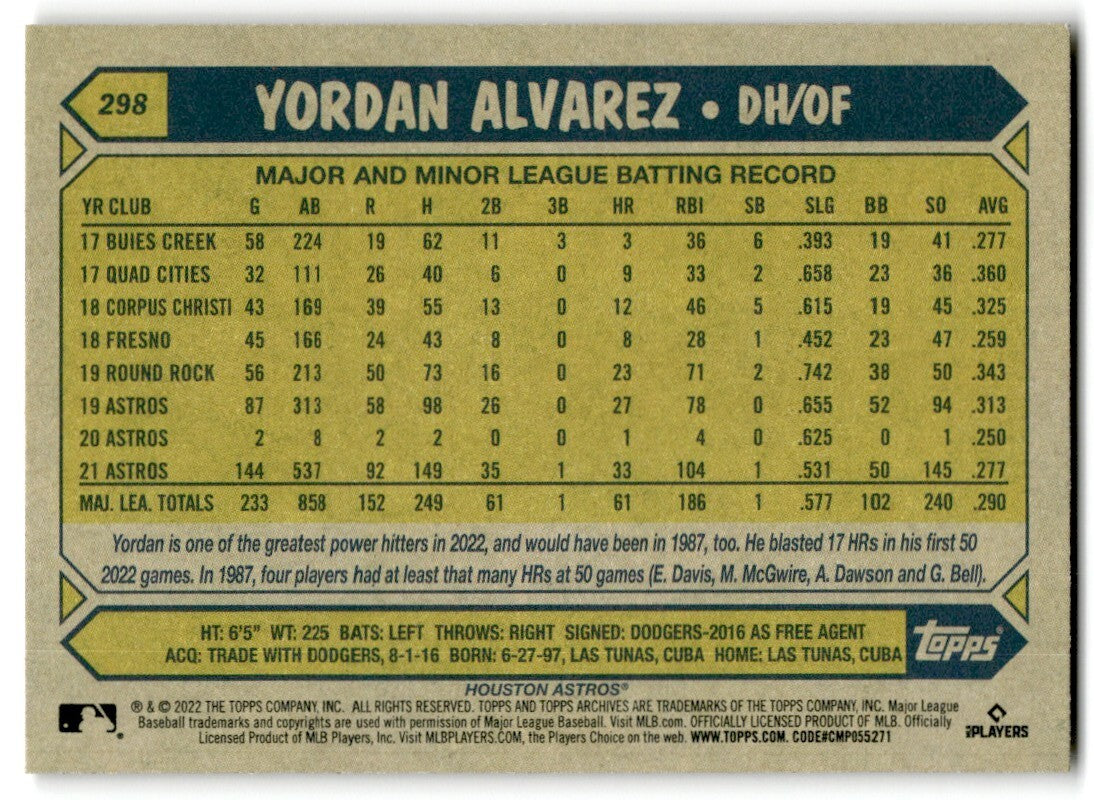 298
YORDAN ALVAREZ • DH/OF
MAJOR AND MINOR LEAGUE BATTING RECORD
YR CLUB G AB R H 2B 3B HR RBI SB SLG BB SO AVG
17 BUIES CREEK 58 224 19 62 11 3 3 36 6 .393 19 41 .277
17 QUAD CITIES 32 111 26 40 6 0 9 33 2 .658 23 36 .360
18 CORPUS CHRISTI 43 169 39 55 13 0 12 46 5 .615 19 45 .325
18 FRESNO 45 166 24 43 8 0 8 28 1 .452 23 47 .259
19 ROUND ROCK 56 213 50 73 16 0 23 71 2 .742 38 50 .343
19 ASTROS 87 313 58 98 26 0 27 78 0 .655 52 94 .313
20 ASTROS 2 8 2 2 0 0 1 4 0 .625 0 1 .250
21 ASTROS 144 537 92 149 35 1 33 104 1 .531 50 145 .277
MAJ. LEA. TOTALS 233 858 152 249 61 1 61 186 1 .577 102 240 .290
Yordan is one of the greatest power hitters in 2022, and would have been in 1987, too. He blasted 17 HRs in his first 50
2022 games. In 1987, four players had at least that many HRs at 50 games (E. Davis, M. McGwire, A. Dawson and G. Bell).
HT: 6'5" WT: 225 BATS: LEFT THROWS: RIGHT SIGNED: DODGERS-2016 AS FREE AGENT
ACQ: TRADE WITH DODGERS, 8-1-16 BORN: 6-27-97, LAS TUNAS, CUBA HOME: LAS TUNAS, CUBA
Topps®
HOUSTON ASTROS®
® & © 2022 THE TOPPS COMPANY, INC. ALL RIGHTS RESERVED. TOPPS AND TOPPS ARCHIVES ARE TRADEMARKS OF THE TOPPS COMPANY, INC. Major League
Baseball trademarks and copyrights are used with permission of Major League Baseball. Visit MLB.com. OFFICIALLY LICENSED PRODUCT OF MLB. Officially
Licensed Product of MLB Players, Inc. Visit MLBPLAYERS.COM, the Players Choice on the web. WWW.TOPPS.COM. CODE#CMP055271
MLB PLAYERS